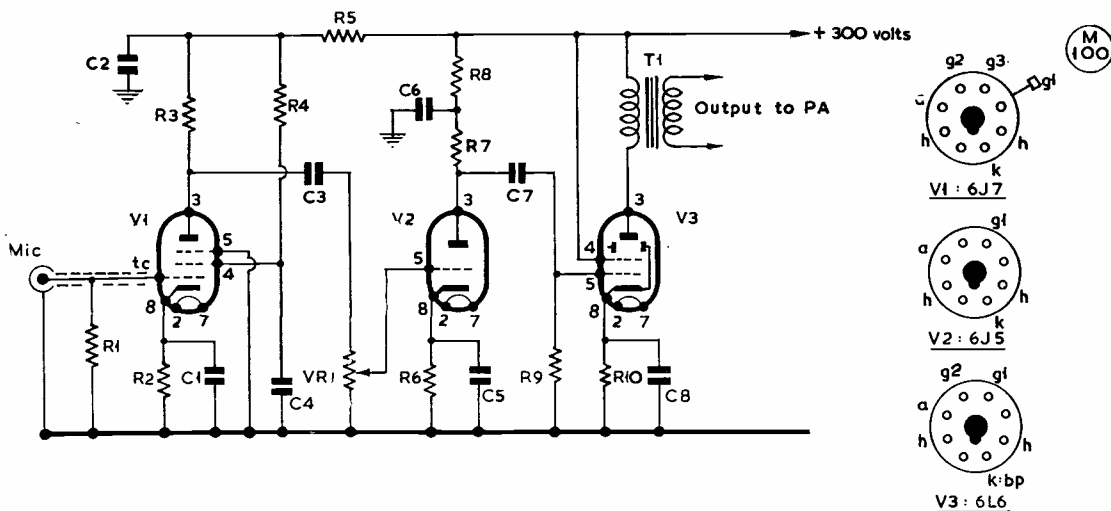 R5
+ 300 volts
M
100
C2
R3
R4
C6
R8
T1
Output to PA
R7
C3
C7
g2 g3
g1
h h
k
V1 : 6J7
V1
3
5
4
tc
8
2 7
Mic
V2
3
5
8
2 7
V3
3
4
5
8
2 7
g1
a
h h
k
V2 : 6J5
R1
R2
C1
C4
VR1
R6
C5
R9
R10
C8
g2 g1
a
h h
k:bp
V3 : 6L6